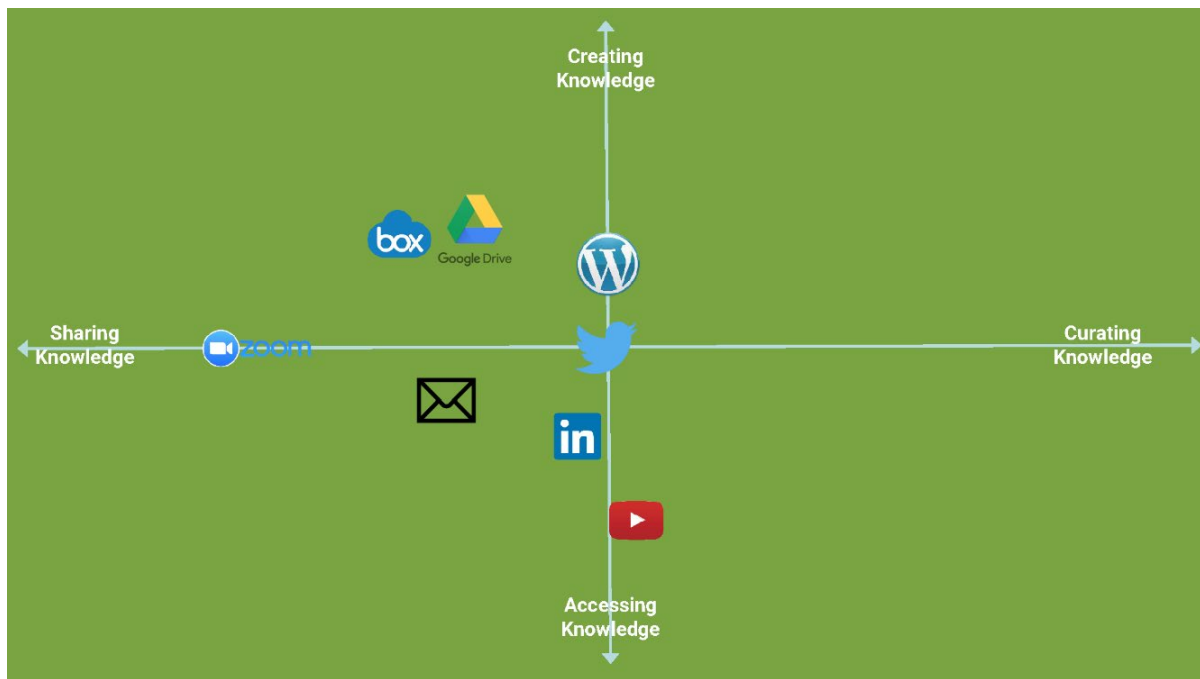 Creating
Knowledge
box
Google Drive
W
Sharing
Knowledge
zoom
Curating
Knowledge
in
Accessing
Knowledge